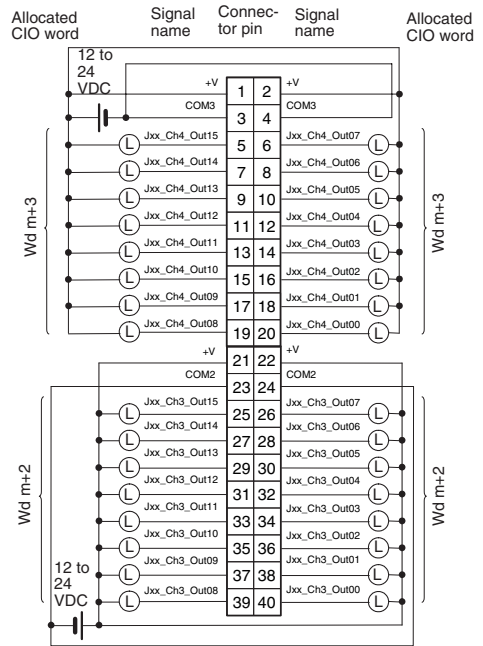 Allocated
CIO word
Signal
name
Connec-
tor pin
Signal
name
Allocated
CIO word
12 to
24
VDC
+V 1 2 +V
COM3 3 4 COM3
L Jxx_Ch4_Out15 5 6 Jxx_Ch4_Out07 L
L Jxx_Ch4_Out14 7 8 Jxx_Ch4_Out06 L
L Jxx_Ch4_Out13 9 10 Jxx_Ch4_Out05 L
L Jxx_Ch4_Out12 11 12 Jxx_Ch4_Out04 L
L Jxx_Ch4_Out11 13 14 Jxx_Ch4_Out03 L
L Jxx_Ch4_Out10 15 16 Jxx_Ch4_Out02 L
L Jxx_Ch4_Out09 17 18 Jxx_Ch4_Out01 L
L Jxx_Ch4_Out08 19 20 Jxx_Ch4_Out00 L
Wd m+3
Wd m+3
+V 21 22 +V
COM2 23 24 COM2
L Jxx_Ch3_Out15 25 26 Jxx_Ch3_Out07 L
L Jxx_Ch3_Out14 27 28 Jxx_Ch3_Out06 L
L Jxx_Ch3_Out13 29 30 Jxx_Ch3_Out05 L
L Jxx_Ch3_Out12 31 32 Jxx_Ch3_Out04 L
L Jxx_Ch3_Out11 33 34 Jxx_Ch3_Out03 L
L Jxx_Ch3_Out10 35 36 Jxx_Ch3_Out02 L
L Jxx_Ch3_Out09 37 38 Jxx_Ch3_Out01 L
L Jxx_Ch3_Out08 39 40 Jxx_Ch3_Out00 L
Wd m+2
Wd m+2
12 to
24
VDC